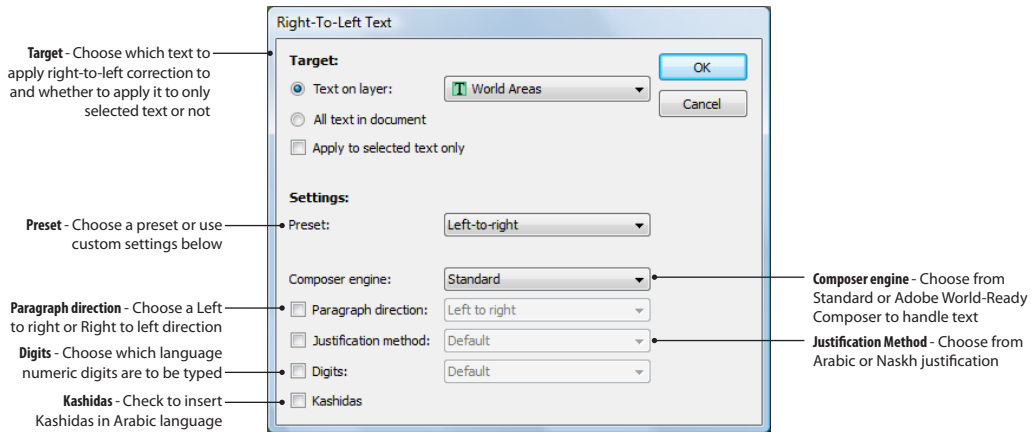 Right-To-Left Text
Target - Choose which text to
apply right-to-left correction to
and whether to apply it to only
selected text or not
Target:
Text on layer:
T World Areas
OK
All text in document
Cancel
Apply to selected text only
Settings:
Preset - Choose a preset or use
custom settings below
Preset:
Left-to-right
Composer engine:
Standard
Composer engine - Choose from
Standard or Adobe World-Ready
Composer to handle text
Paragraph direction - Choose a Left
to right or Right to left direction
Paragraph direction:
Left to right
Justification method:
Default
Justification Method - Choose from
Arabic or Naskh justification
Digits - Choose which language
numeric digits are to be typed
Digits:
Default
Kashidas - Check to insert
Kashidas in Arabic language
Kashidas